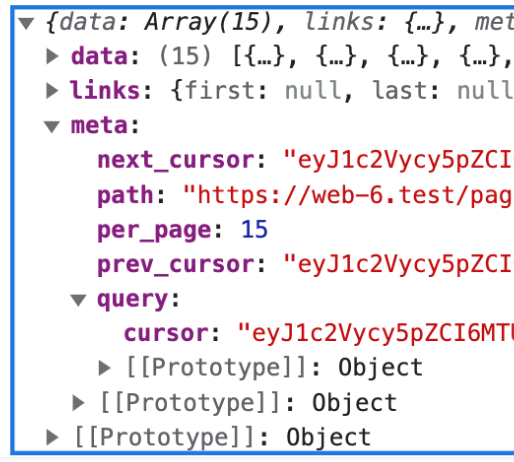 {data: Array(15), links: {…}, met
data: (15) [{…}, {…}, {…}, {…},
links: {first: null, last: null
meta:
next_cursor: "eyJ1c2Vycy5pZCI
path: "https://web-6.test/pag
per_page: 15
prev_cursor: "eyJ1c2Vycy5pZCI
query:
cursor: "eyJ1c2Vycy5pZCI6MTU
[[Prototype]]: Object
[[Prototype]]: Object
[[Prototype]]: Object